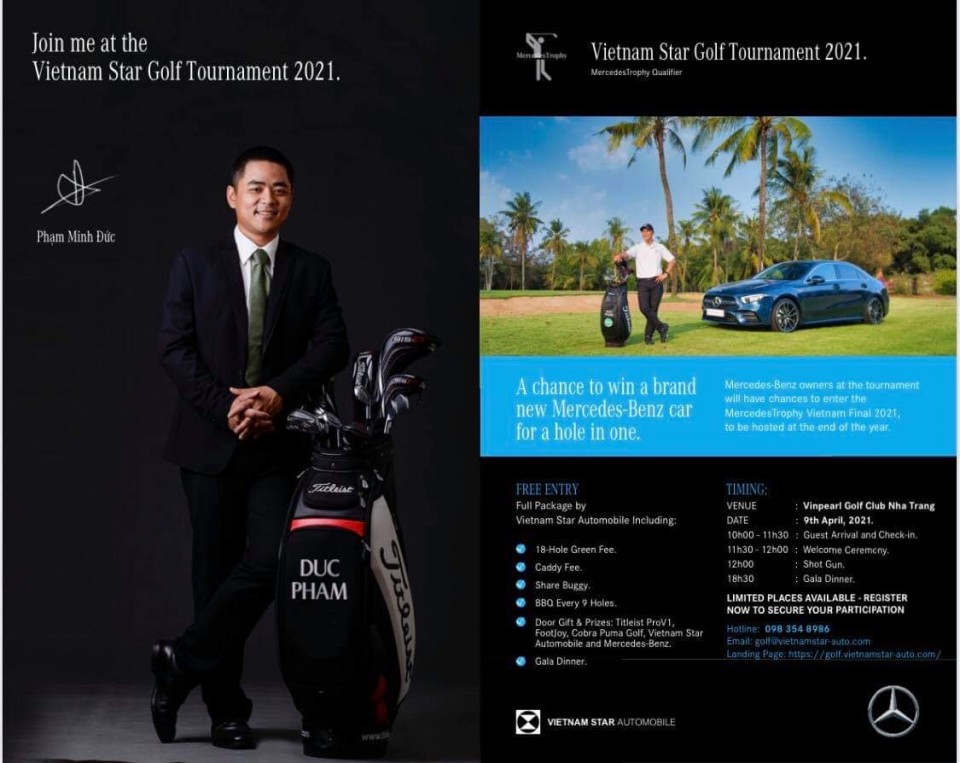 Join me at the
Vietnam Star Golf Tournament 2021.
Phạm Minh Đức
Titleist
DUC
PHAM
Titleist
MercedesTrophy
Vietnam Star Golf Tournament 2021.
MercedesTrophy Qualifier
A chance to win a brand
new Mercedes-Benz car
for a hole in one.
Mercedes-Benz owners at the tournament
will have chances to enter the
MercedesTrophy Vietnam Final 2021,
to be hosted at the end of the year.
FREE ENTRY
Full Package by
Vietnam Star Automobile Including:
18-Hole Green Fee.
Caddy Fee.
Share Buggy.
BBQ Every 9 Holes.
Door Gift & Prizes: Titleist ProV1,
FootJoy, Cobra Puma Golf, Vietnam Star
Automobile and Mercedes-Benz.
Gala Dinner.
TIMING:
VENUE : Vinpearl Golf Club Nha Trang
DATE : 9th April, 2021.
10h00 - 11h30 : Guest Arrival and Check-in.
11h30 - 12h00 : Welcome Ceremony.
12h00 : Shot Gun.
18h30 : Gala Dinner.
LIMITED PLACES AVAILABLE - REGISTER
NOW TO SECURE YOUR PARTICIPATION
Hotline: 098 354 8986
Email: golf@vietnamstar-auto.com
Landing Page: https://golf.vietnamstar-auto.com/
VIETNAM STAR AUTOMOBILE